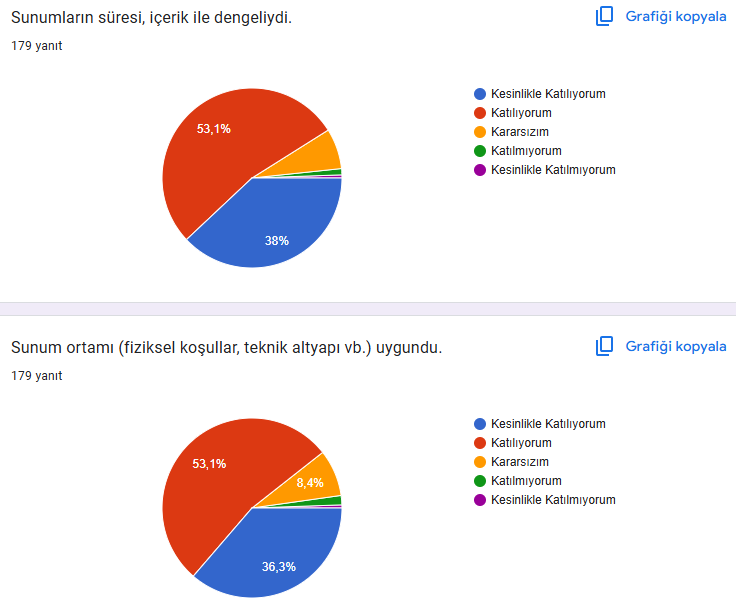 Sunumların süresi, içerik ile dengeliydi.
Grafiği kopyala
179 yanıt
Kesinlikle Katılıyorum
Katılıyorum
Kararsızım
Katılmıyorum
Kesinlikle Katılmıyorum
53,1%
38%
Sunum ortamı (fiziksel koşullar, teknik altyapı vb.) uygundu.
Grafiği kopyala
179 yanıt
Kesinlikle Katılıyorum
Katılıyorum
Kararsızım
Katılmıyorum
Kesinlikle Katılmıyorum
53,1%
8,4%
36,3%